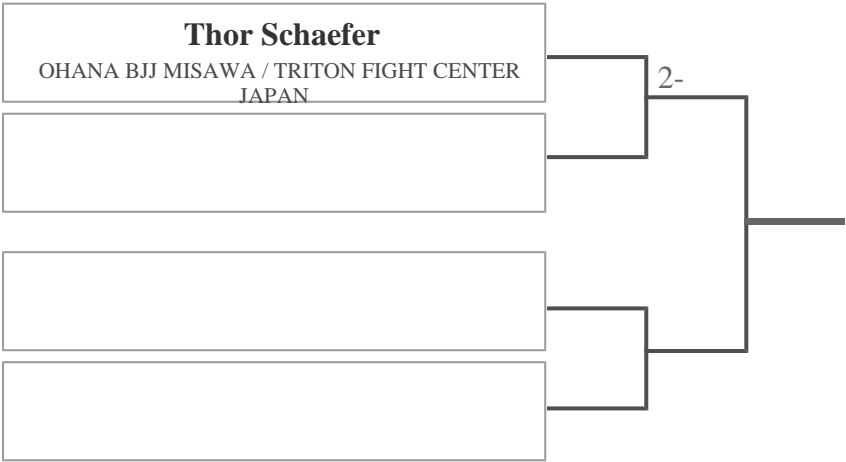 Thor Schaefer
OHANA BJJ MISAWA / TRITON FIGHT CENTER
JAPAN
2-